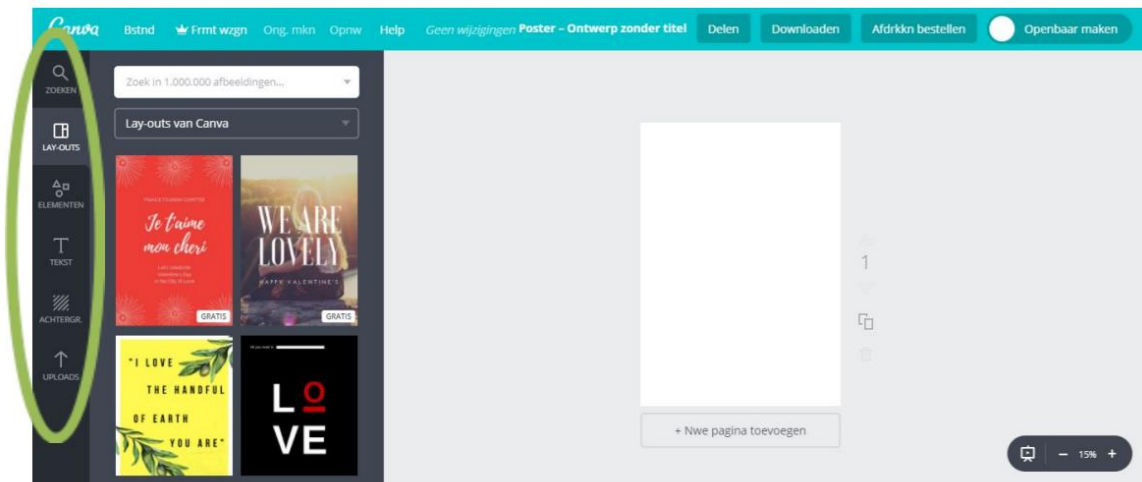 Canva Bstnd Frmt wzgn Ong. mkn Opnw Help Geen wijzigingen Poster – Ontwerp zonder titel Delen Downloaden Afdrkkn bestellen Openbaar maken
ZOEKEN
LAY-OUTS
ELEMENTEN
TEKST
ACHTERGR.
UPLOADS
Zoek in 1.000.000 afbeeldingen...
Lay-outs van Canva
Je t'aime
mon cheri
GRATIS
WE ARE
LOVELY
HAPPY VALENTINE'S
GRATIS
"I LOVE
THE HANDFUL
OF EARTH
YOU ARE"
LO
VE
1
+ Nwe pagina toevoegen
– 15% +